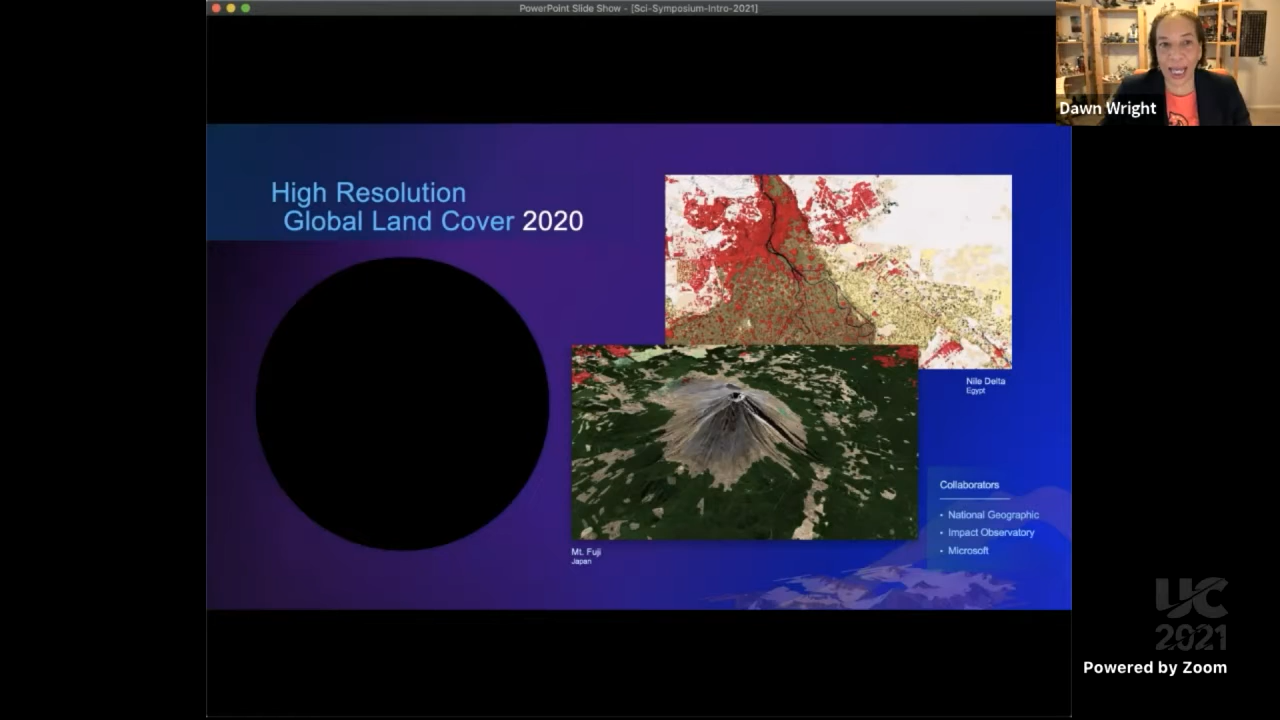 PowerPoint Slide Show - [Sci-Symposium-Intro-2021]
Dawn Wright
High Resolution
Global Land Cover 2020
Nile Delta
Egypt
Mt. Fuji
Japan
Collaborators
• National Geographic
• Impact Observatory
• Microsoft
UC
2021
Powered by Zoom